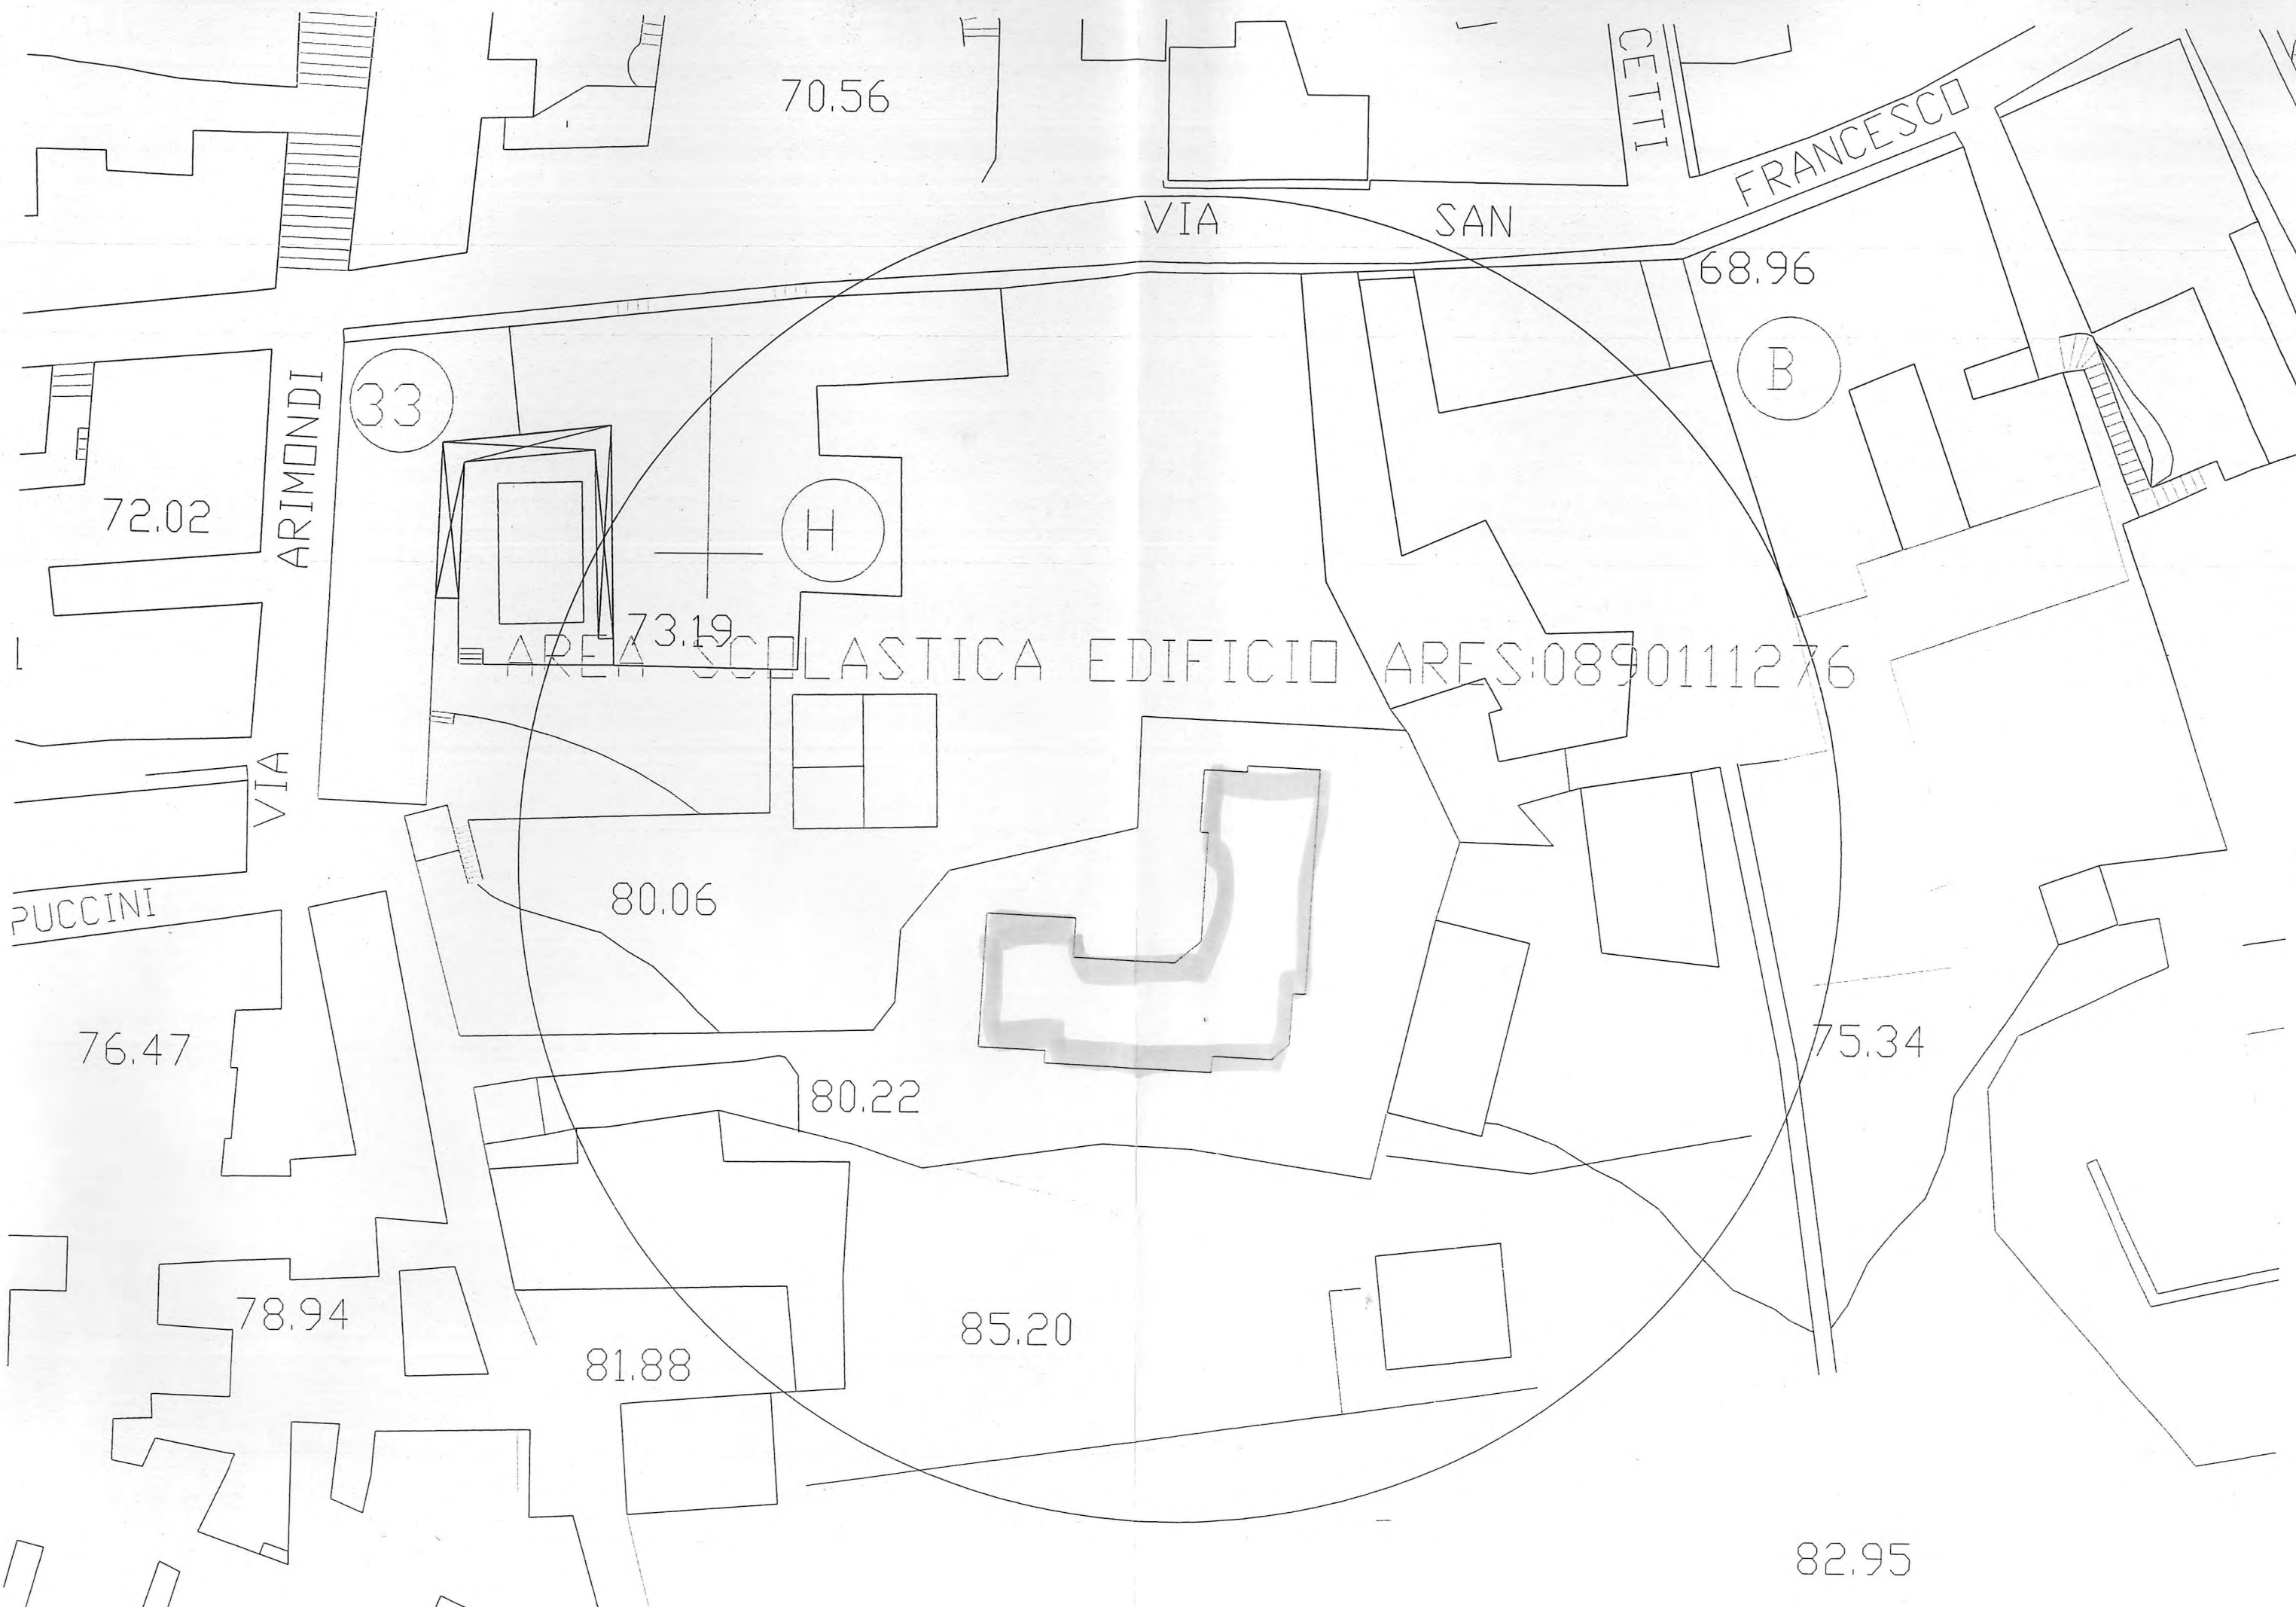 CETTI
70.56
FRANCESCO
VIA SAN
68.96
B
33
ARIMONDI
72.02
H
73.19
AREA SCOLASTICA EDIFICIO ARES:0890111276
VIA
80.06
PUCCINI
76.47
75.34
80.22
78.94
85.20
81.88
82.95